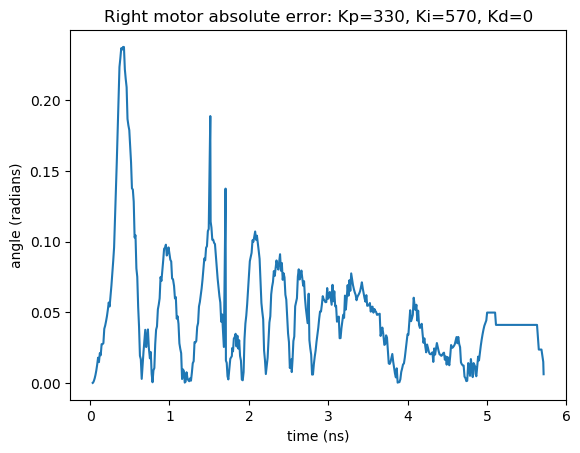 Right motor absolute error: Kp=330, Ki=570, Kd=0
angle (radians)
0.20
0.15
0.10
0.05
0.00
0 1 2 3 4 5 6
time (ns)